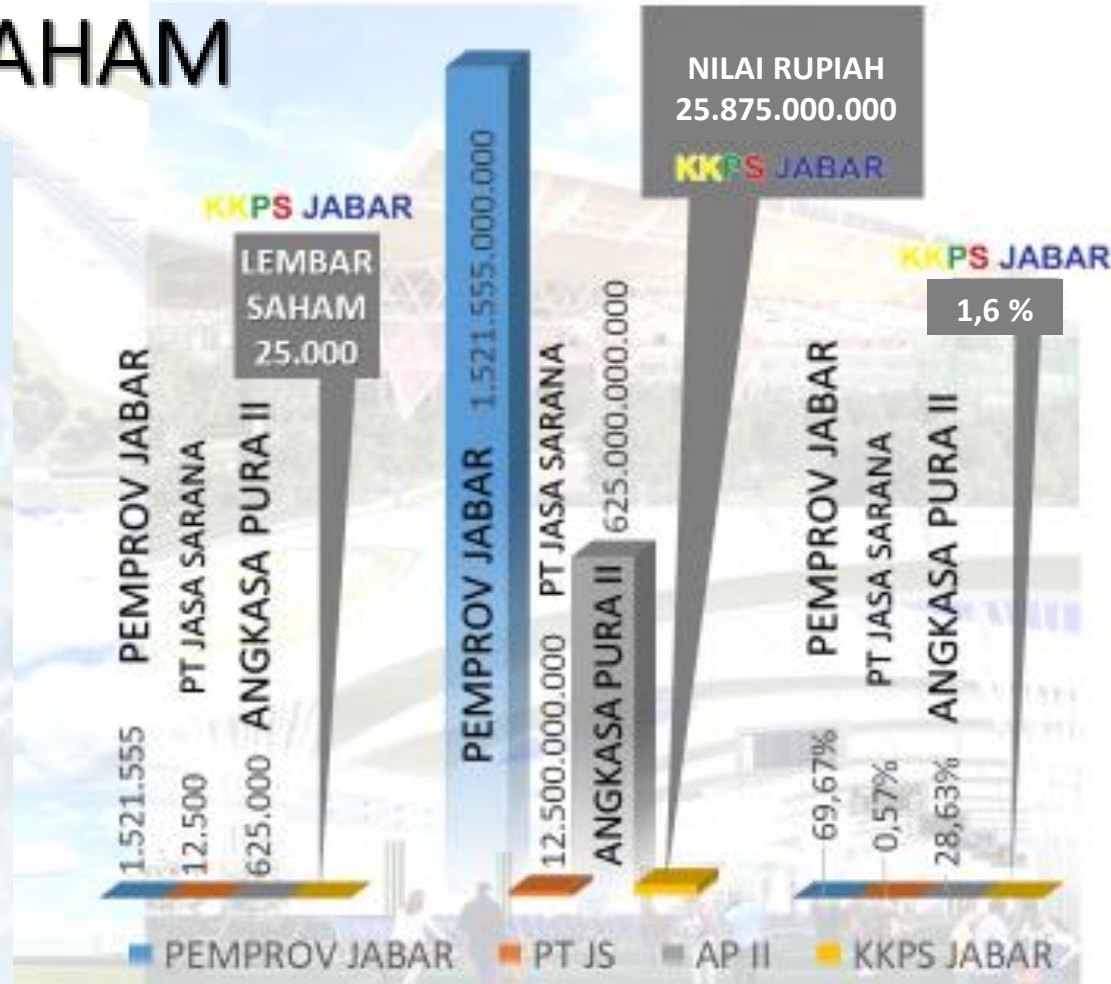 AHAM
KKPS JABAR
LEMBAR
SAHAM
25.000
1.521.555 PEMPROV JABAR
12.500 PT JASA SARANA
625.000 ANGKASA PURA II
PEMPROV JABAR 1.521.555.000.000
12.500.000.000 PT JASA SARANA
ANGKASA PURA II 625.000.000.000
NILAI RUPIAH
25.875.000.000
KKPS JABAR
KKPS JABAR
1,6 %
69,67% PEMPROV JABAR
0,57% PT JASA SARANA
28,63% ANGKASA PURA II
PEMPROV JABAR PT JS AP II KKPS JABAR